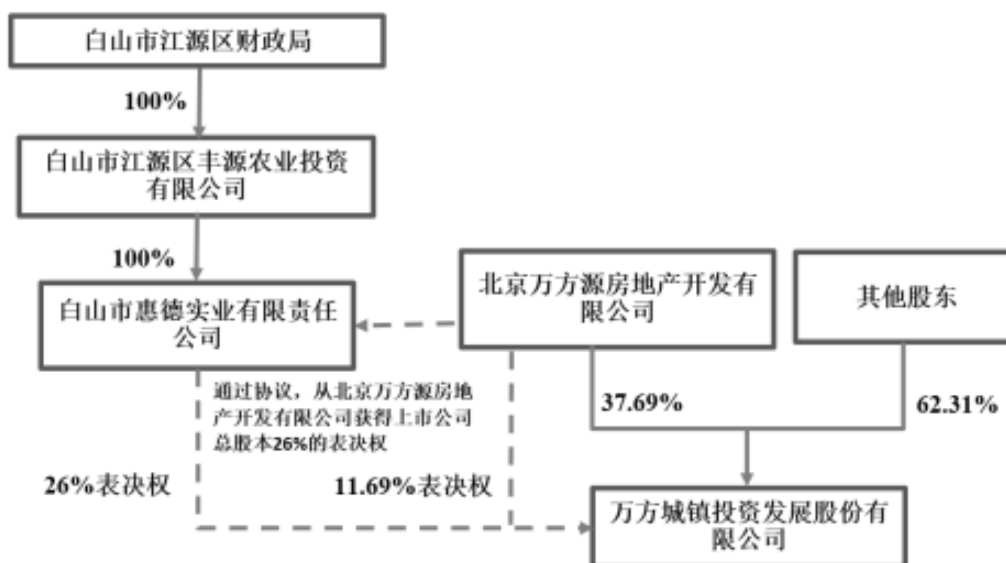 白山市江源区财政局
100%
白山市江源区丰源农业投资
有限公司
100%
白山市惠德实业有限责任
公司
北京万方源房地产开发有
限公司
其他股东
通过协议，从北京万方源房地
产开发有限公司获得上市公司
总股本26%的表决权
37.69%
62.31%
26%表决权
11.69%表决权
万方城镇投资发展股份有
限公司